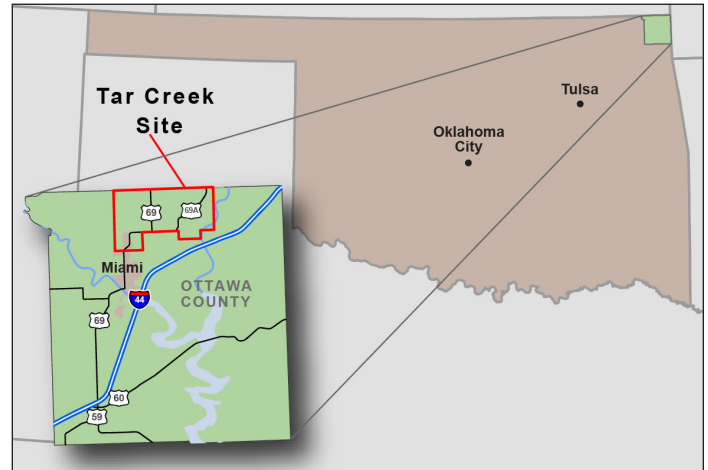 Tar Creek
Site
Tulsa
Oklahoma
City
69
69A
Miami
OTTAWA
COUNTY
44
69
60
59